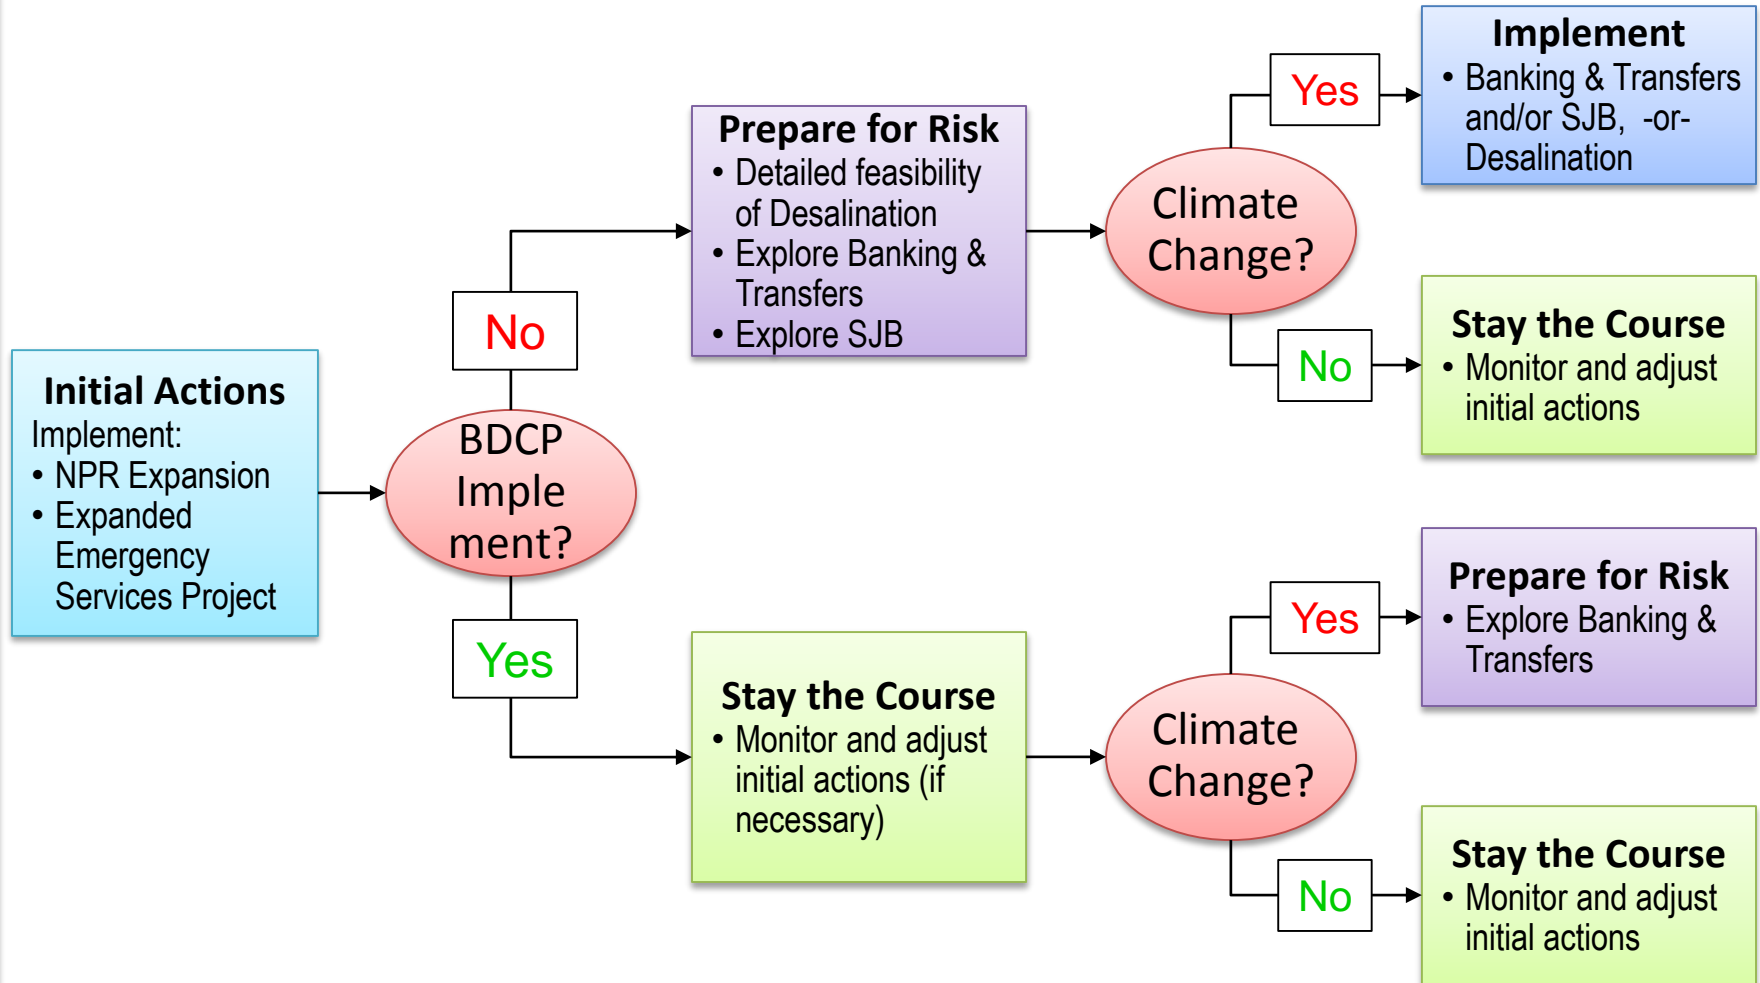 Initial Actions
Implement:
• NPR Expansion
• Expanded
Emergency
Services Project
BDCP
Imple
ment?
No
Yes
Prepare for Risk
• Detailed feasibility
of Desalination
• Explore Banking &
Transfers
• Explore SJB
Stay the Course
• Monitor and adjust
initial actions (if
necessary)
Climate
Change?
Yes
No
Implement
• Banking & Transfers
and/or SJB, -or-
Desalination
Stay the Course
• Monitor and adjust
initial actions
Climate
Change?
Yes
No
Prepare for Risk
• Explore Banking &
Transfers
Stay the Course
• Monitor and adjust
initial actions